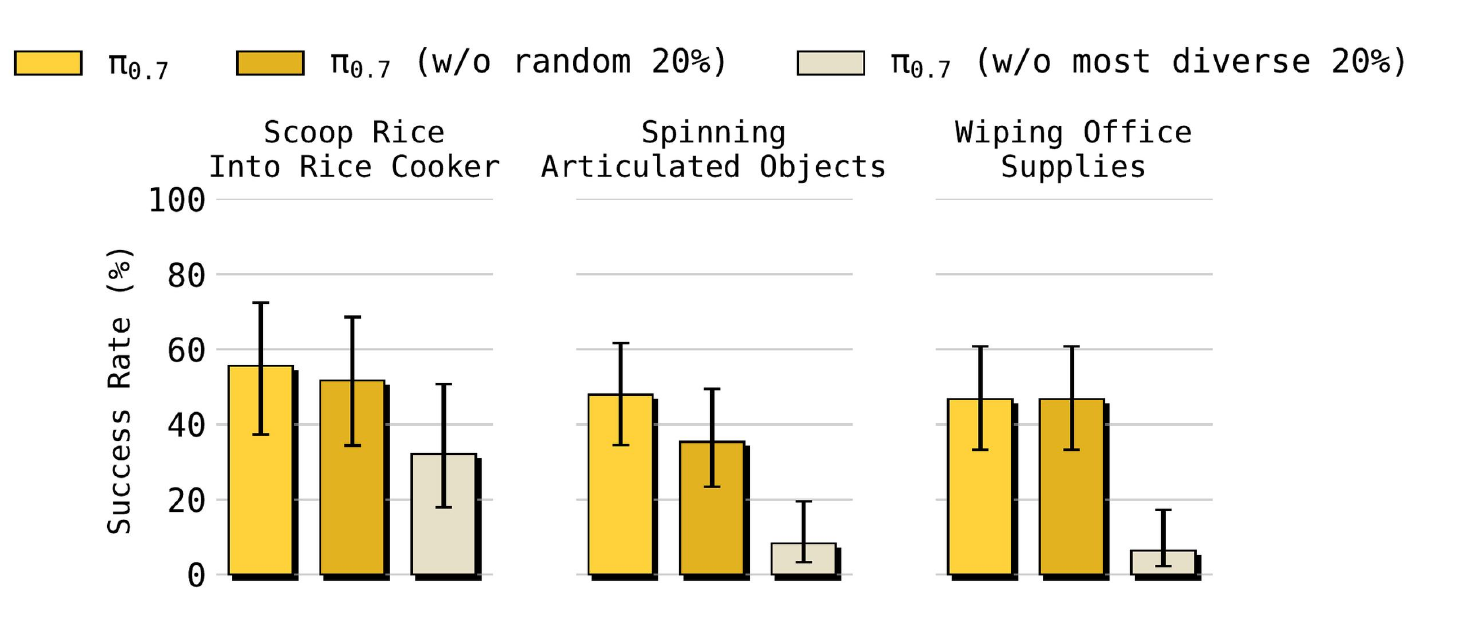 π0.7 π0.7 (w/o random 20%) π0.7 (w/o most diverse 20%)
Scoop Rice
Into Rice Cooker
Spinning
Articulated Objects
Wiping Office
Supplies
Success Rate (%)
100
80
60
40
20
0